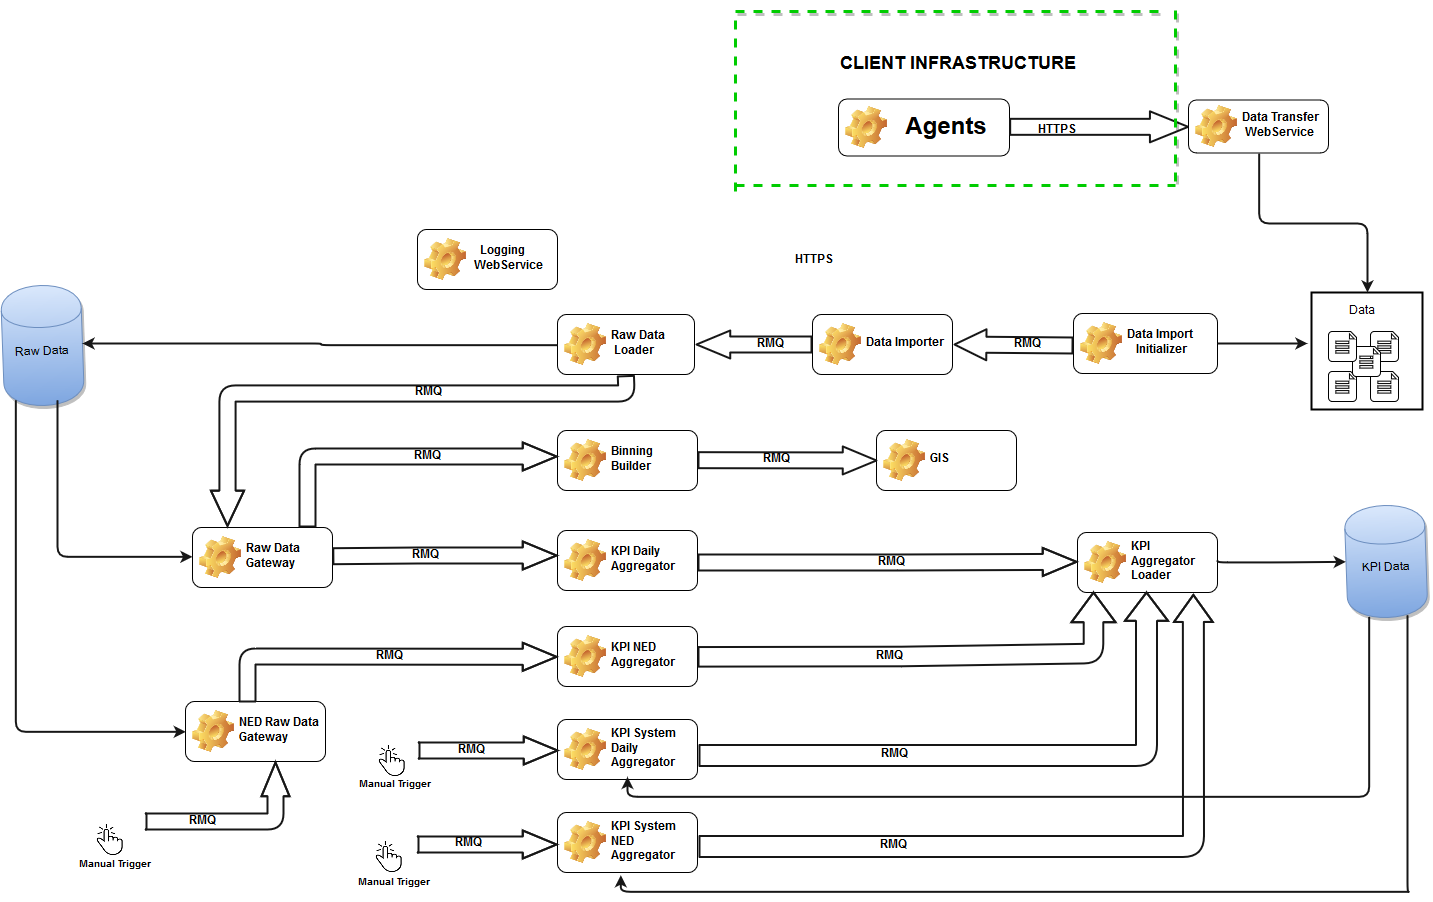 CLIENT INFRASTRUCTURE
Agents
HTTPS
Data Transfer
WebService
Logging
WebService
HTTPS
Data
Raw Data
Raw Data
Loader
RMQ
Data Importer
RMQ
Data Import
Initializer
RMQ
Binning
Builder
RMQ
RMQ
GIS
Raw Data
Gateway
RMQ
KPI Daily
Aggregator
RMQ
KPI
Aggregator
Loader
KPI Data
RMQ
KPI NED
Aggregator
RMQ
NED Raw Data
Gateway
Manual Trigger
RMQ
KPI System
Daily
Aggregator
RMQ
RMQ
Manual Trigger
Manual Trigger
RMQ
KPI System
NED
Aggregator
RMQ